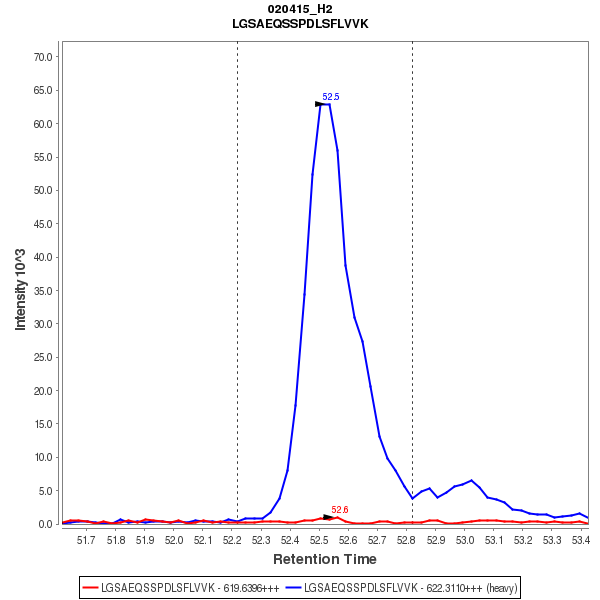 020415_H2
LGSAEQSSPDLSFLVVK
70.0
65.0
60.0
55.0
50.0
45.0
40.0
35.0
30.0
25.0
20.0
15.0
10.0
5.0
0.0
Intensity 10^3
52.5
52.6
51.7 51.8 51.9 52.0 52.1 52.2 52.3 52.4 52.5 52.6 52.7 52.8 52.9 53.0 53.1 53.2 53.3 53.4
Retention Time
LGSAEQSSPDLSFLVVK - 619.6396+++ LGSAEQSSPDLSFLVVK - 622.3110+++ (heavy)